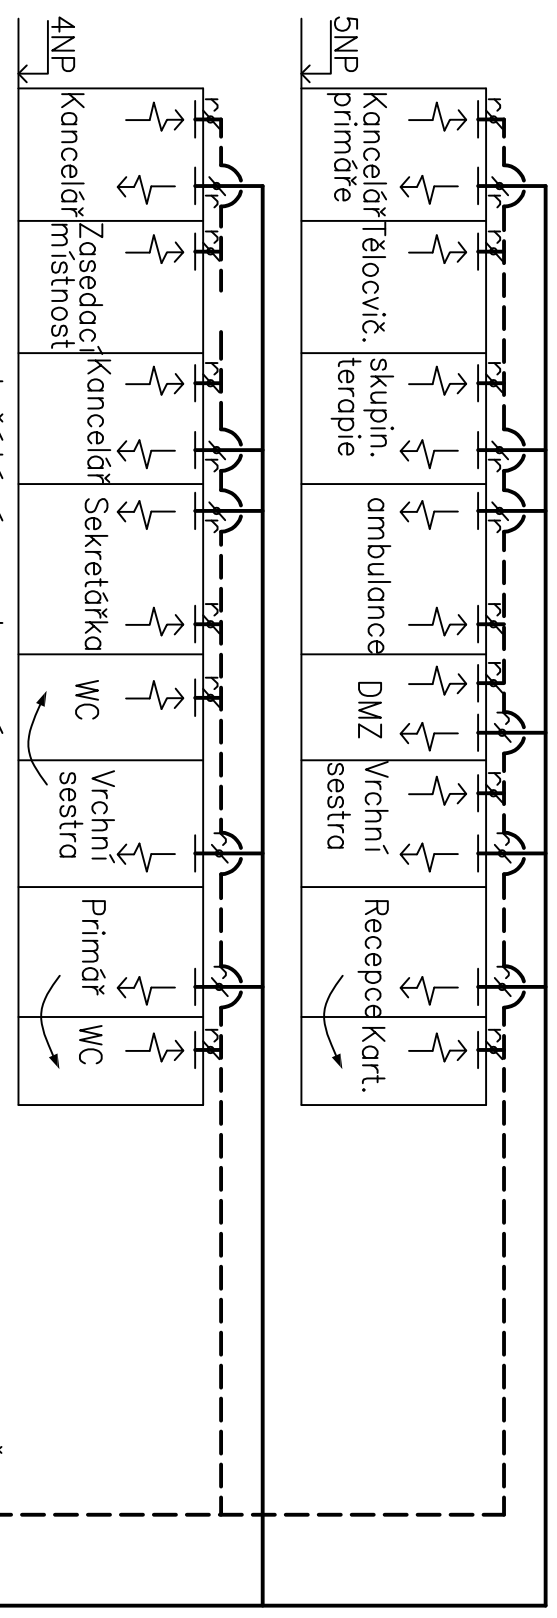 r r r r r r r r r r r r r
5NP
Kancelář
primáře
Tělocvič.
skupin.
terapie
ambulance
DMZ
Vrchní
sestra
Recepce
Kart.
r r r r r r r r r r r
4NP
Kancelář
Zasedací
místnost
Kancelář
Sekretářka
WC
Vrchní
sestra
Primář
WC